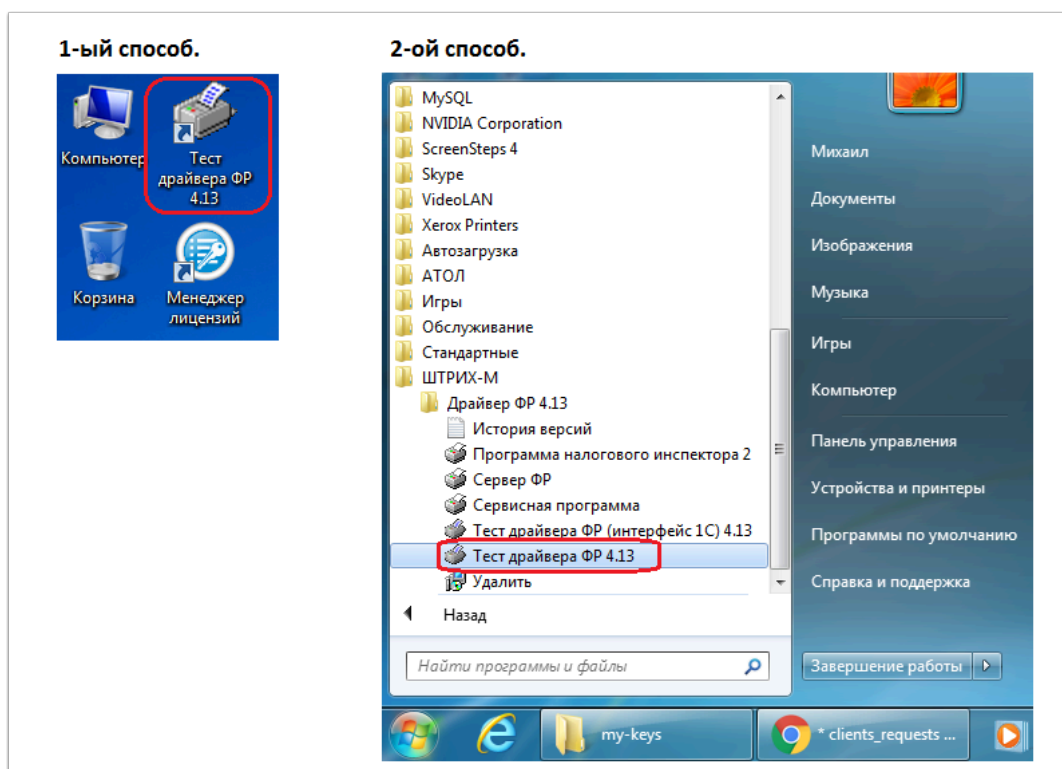 1-ый способ.
2-ой способ.
Компьютер
Тест
драйвера ФР
4.13
Корзина
Менеджер
лицензий
MySQL
NVIDIA Corporation
ScreenSteps 4
Skype
VideoLAN
Xerox Printers
Автозагрузка
АТОЛ
Игры
Обслуживание
Стандартные
ШТРИХ-М
Драйвер ФР 4.13
История версий
Программа налогового инспектора 2
Сервер ФР
Сервисная программа
Тест драйвера ФР (интерфейс 1С) 4.13
Тест драйвера ФР 4.13
Удалить
Назад
Найти программы и файлы
Михаил
Документы
Изображения
Музыка
Игры
Компьютер
Панель управления
Устройства и принтеры
Программы по умолчанию
Справка и поддержка
Завершение работы
my-keys
* clients_requests ...